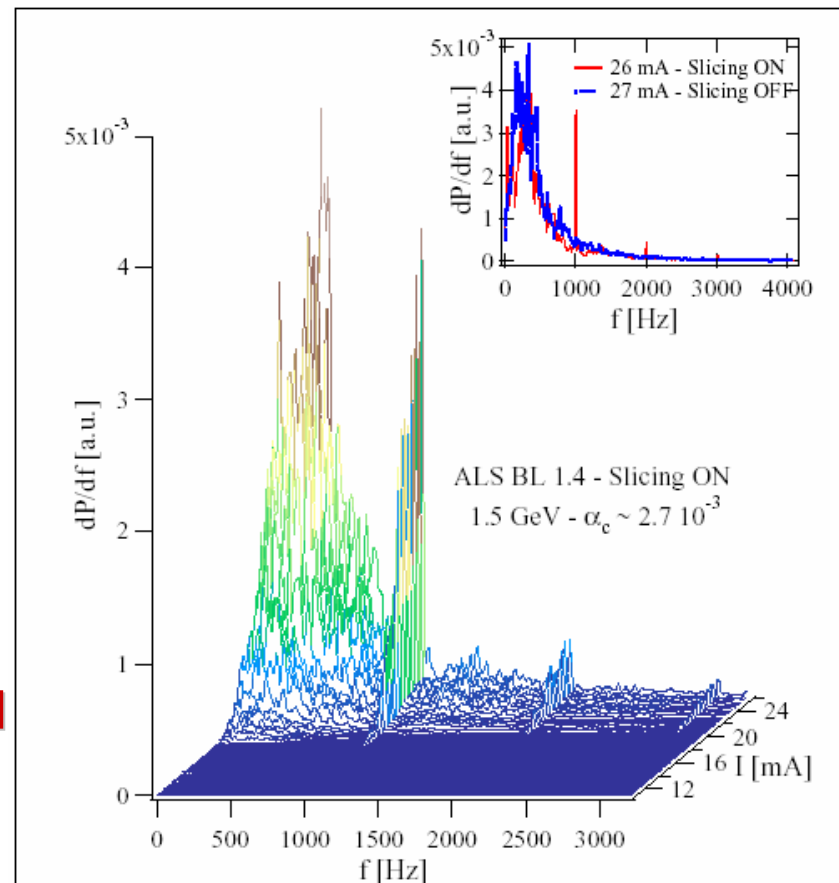 5x10⁻³
4
3
2
1
0
dP/df [a.u.]
0 1000 2000 3000 4000
f [Hz]
26 mA - Slicing ON
27 mA - Slicing OFF
5x10⁻³
4
3
2
1
0
dP/df [a.u.]
ALS BL 1.4 - Slicing ON
1.5 GeV - α_c ~ 2.7 10⁻³
24
20
16
12
I [mA]
0 500 1000 1500 2000 2500 3000
f [Hz]